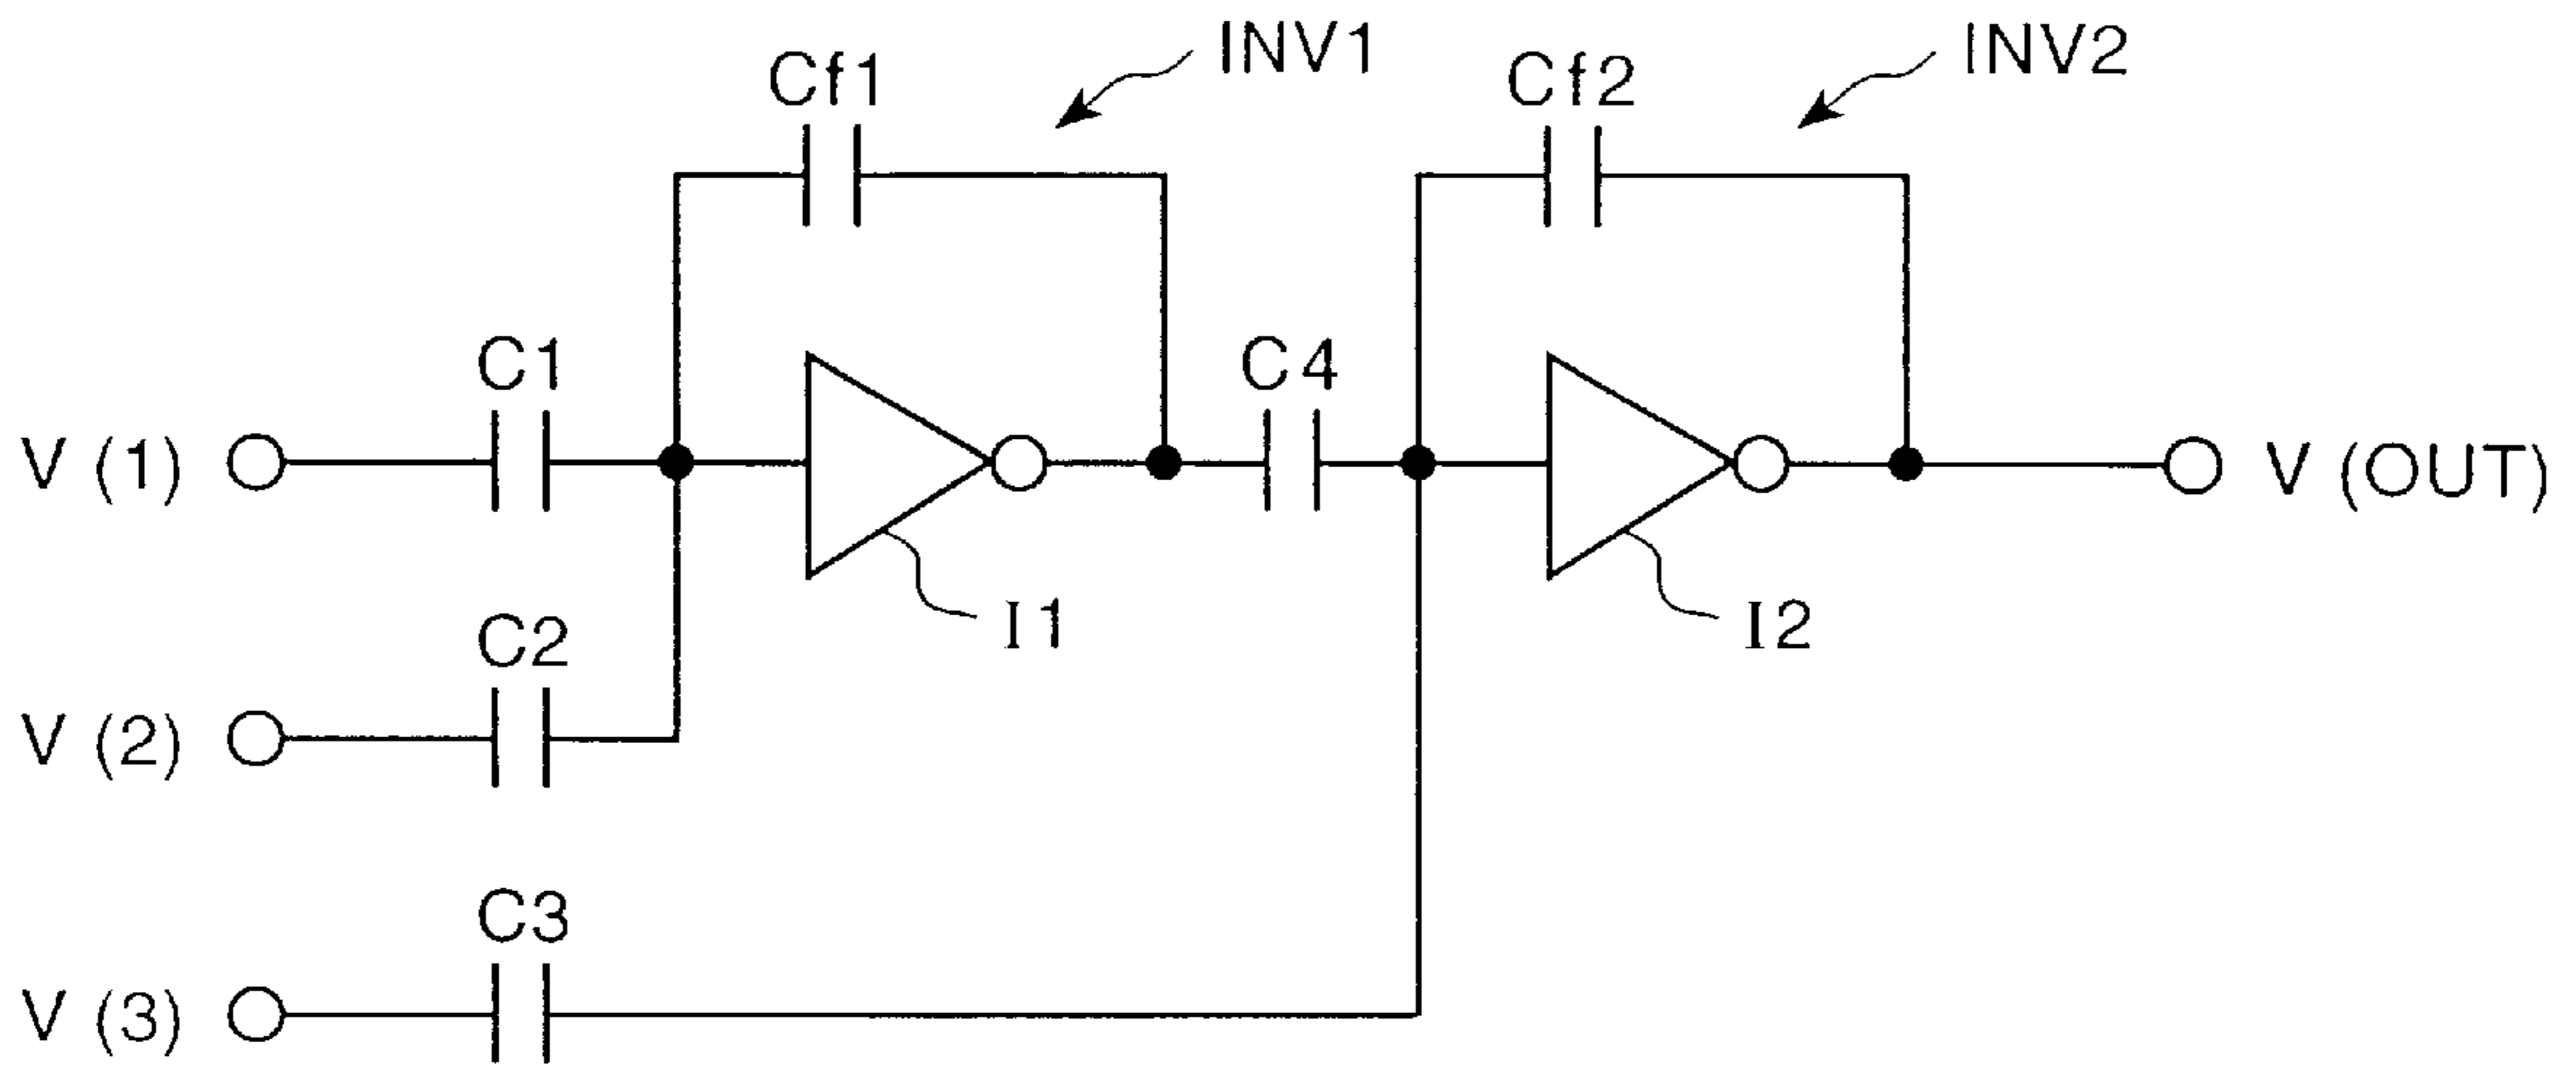 INV1
INV2
Cf1
Cf2
C1
C4
V (1)
V (OUT)
I1
I2
C2
V (2)
C3
V (3)